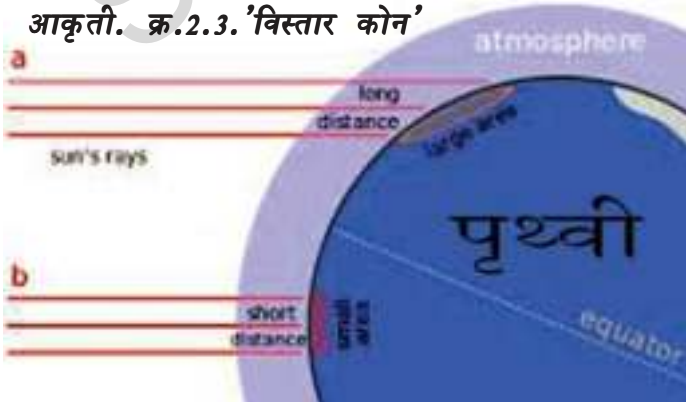 आकृती. क्र.2.3.'विस्तार कोन'
atmosphere
a
long
distance
large area
sun's rays
पृथ्वी
b
short
distance
small
area
equator